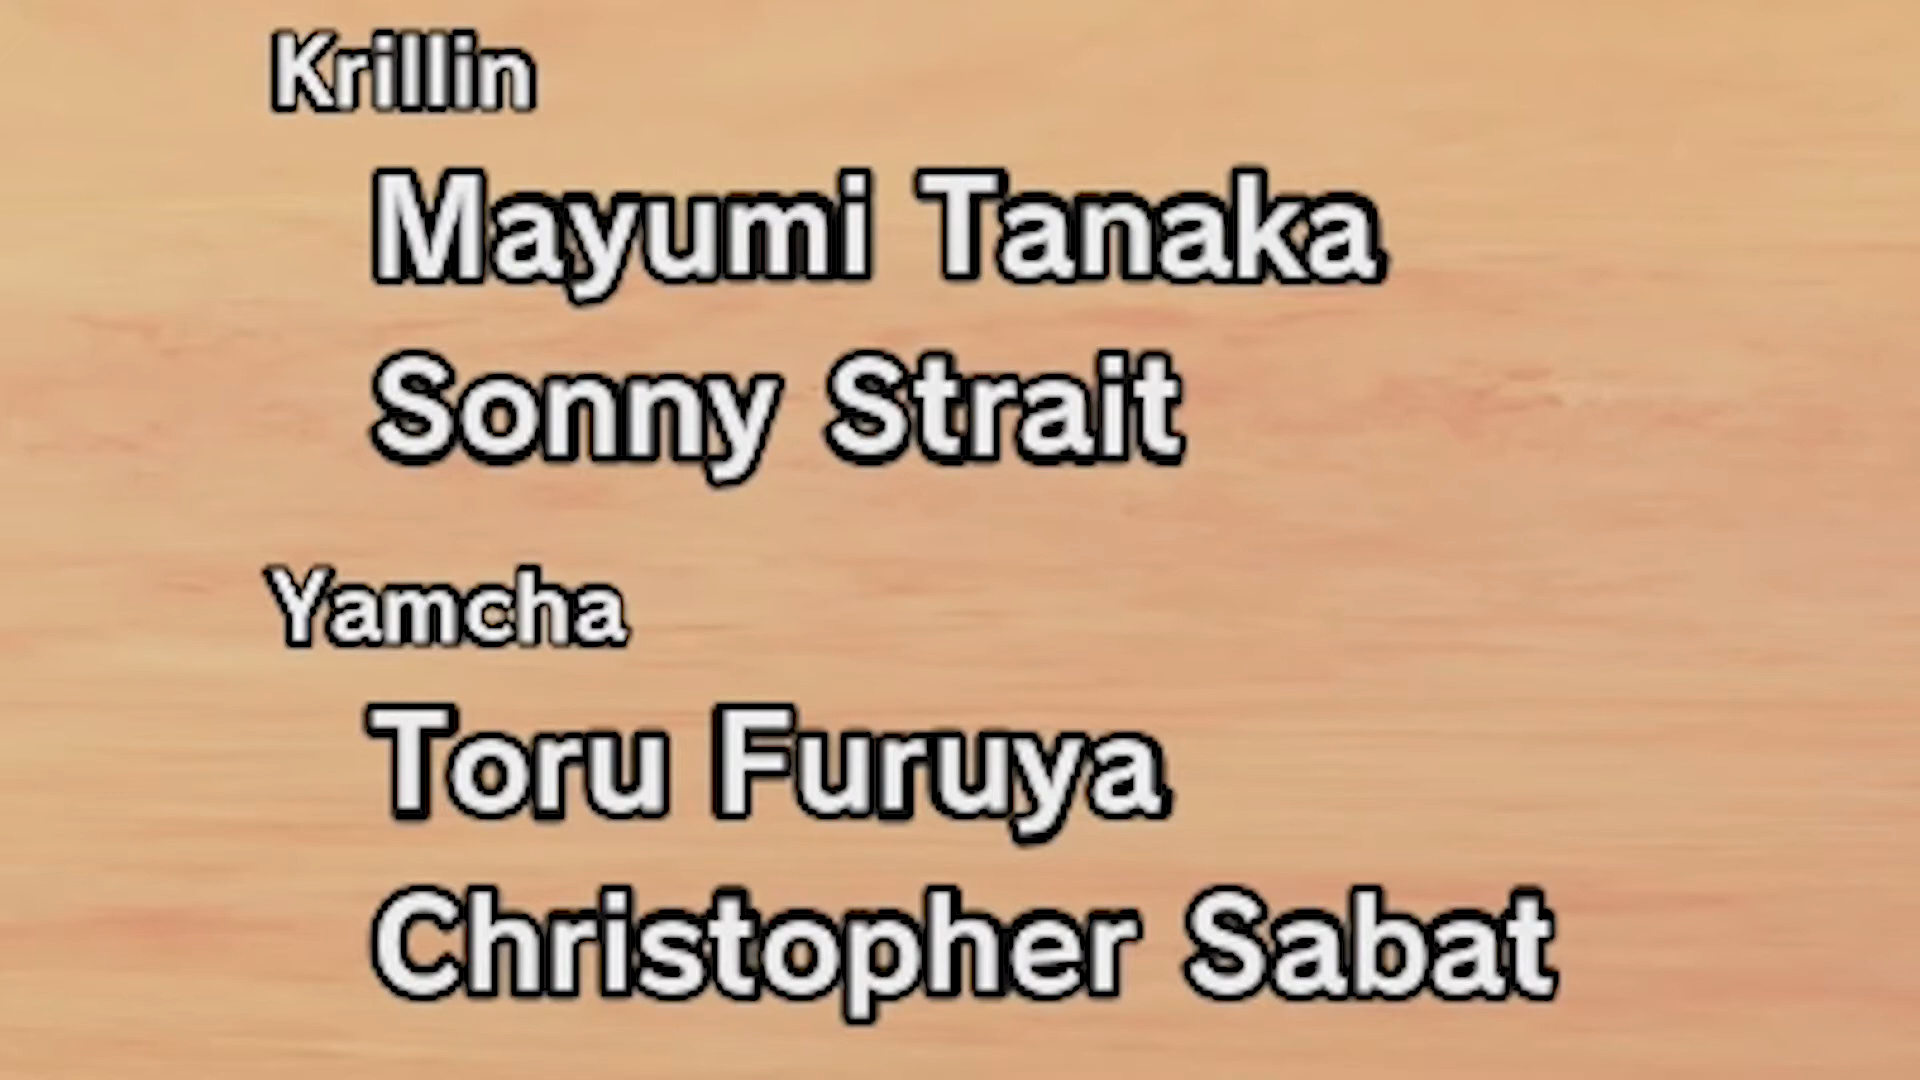 Krillin
Mayumi Tanaka
Sonny Strait
Yamcha
Toru Furuya
Christopher Sabat